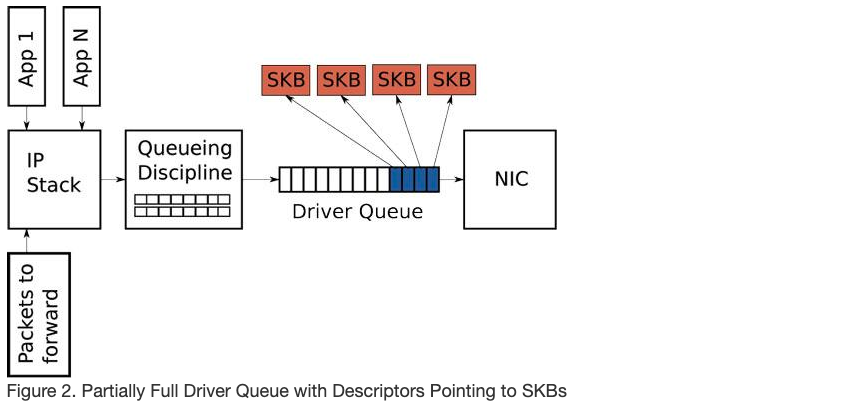 App 1
App N
SKB
SKB
SKB
SKB
IP
Stack
Queueing
Discipline
Driver Queue
NIC
Packets to
forward
Figure 2. Partially Full Driver Queue with Descriptors Pointing to SKBs